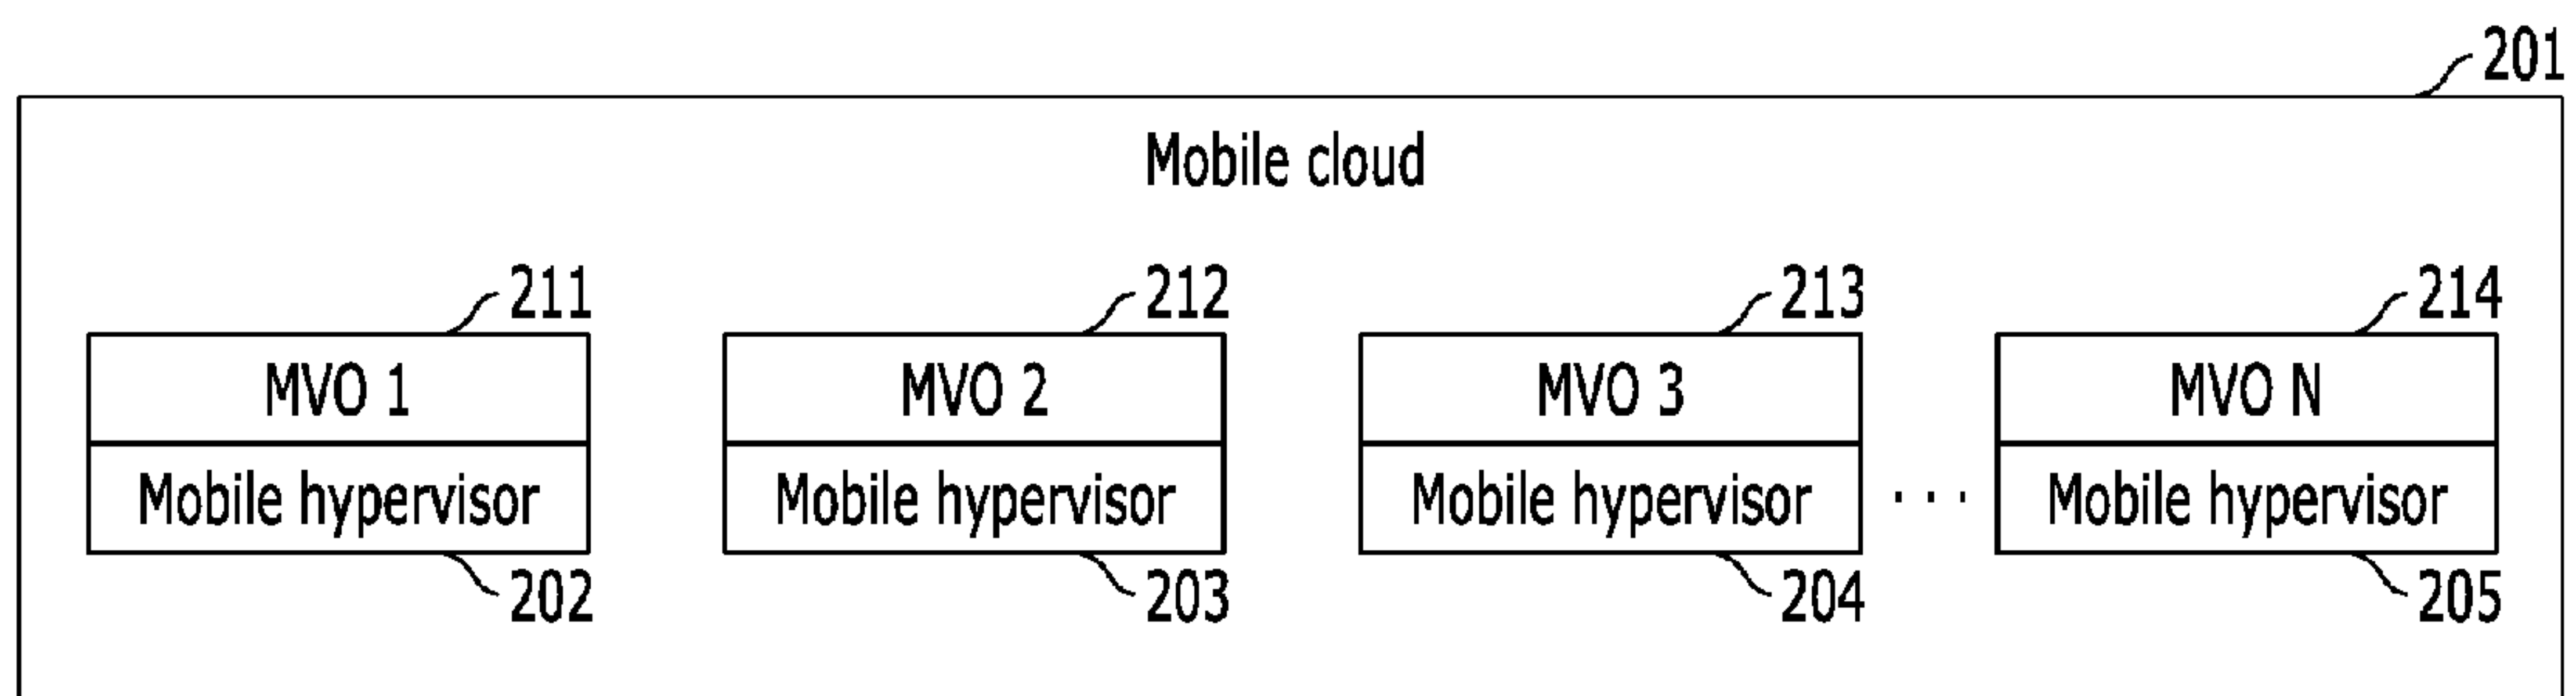 201
Mobile cloud
211 212 213 214
MVO 1 MVO 2 MVO 3 MVO N
Mobile hypervisor Mobile hypervisor Mobile hypervisor ... Mobile hypervisor
202 203 204 205